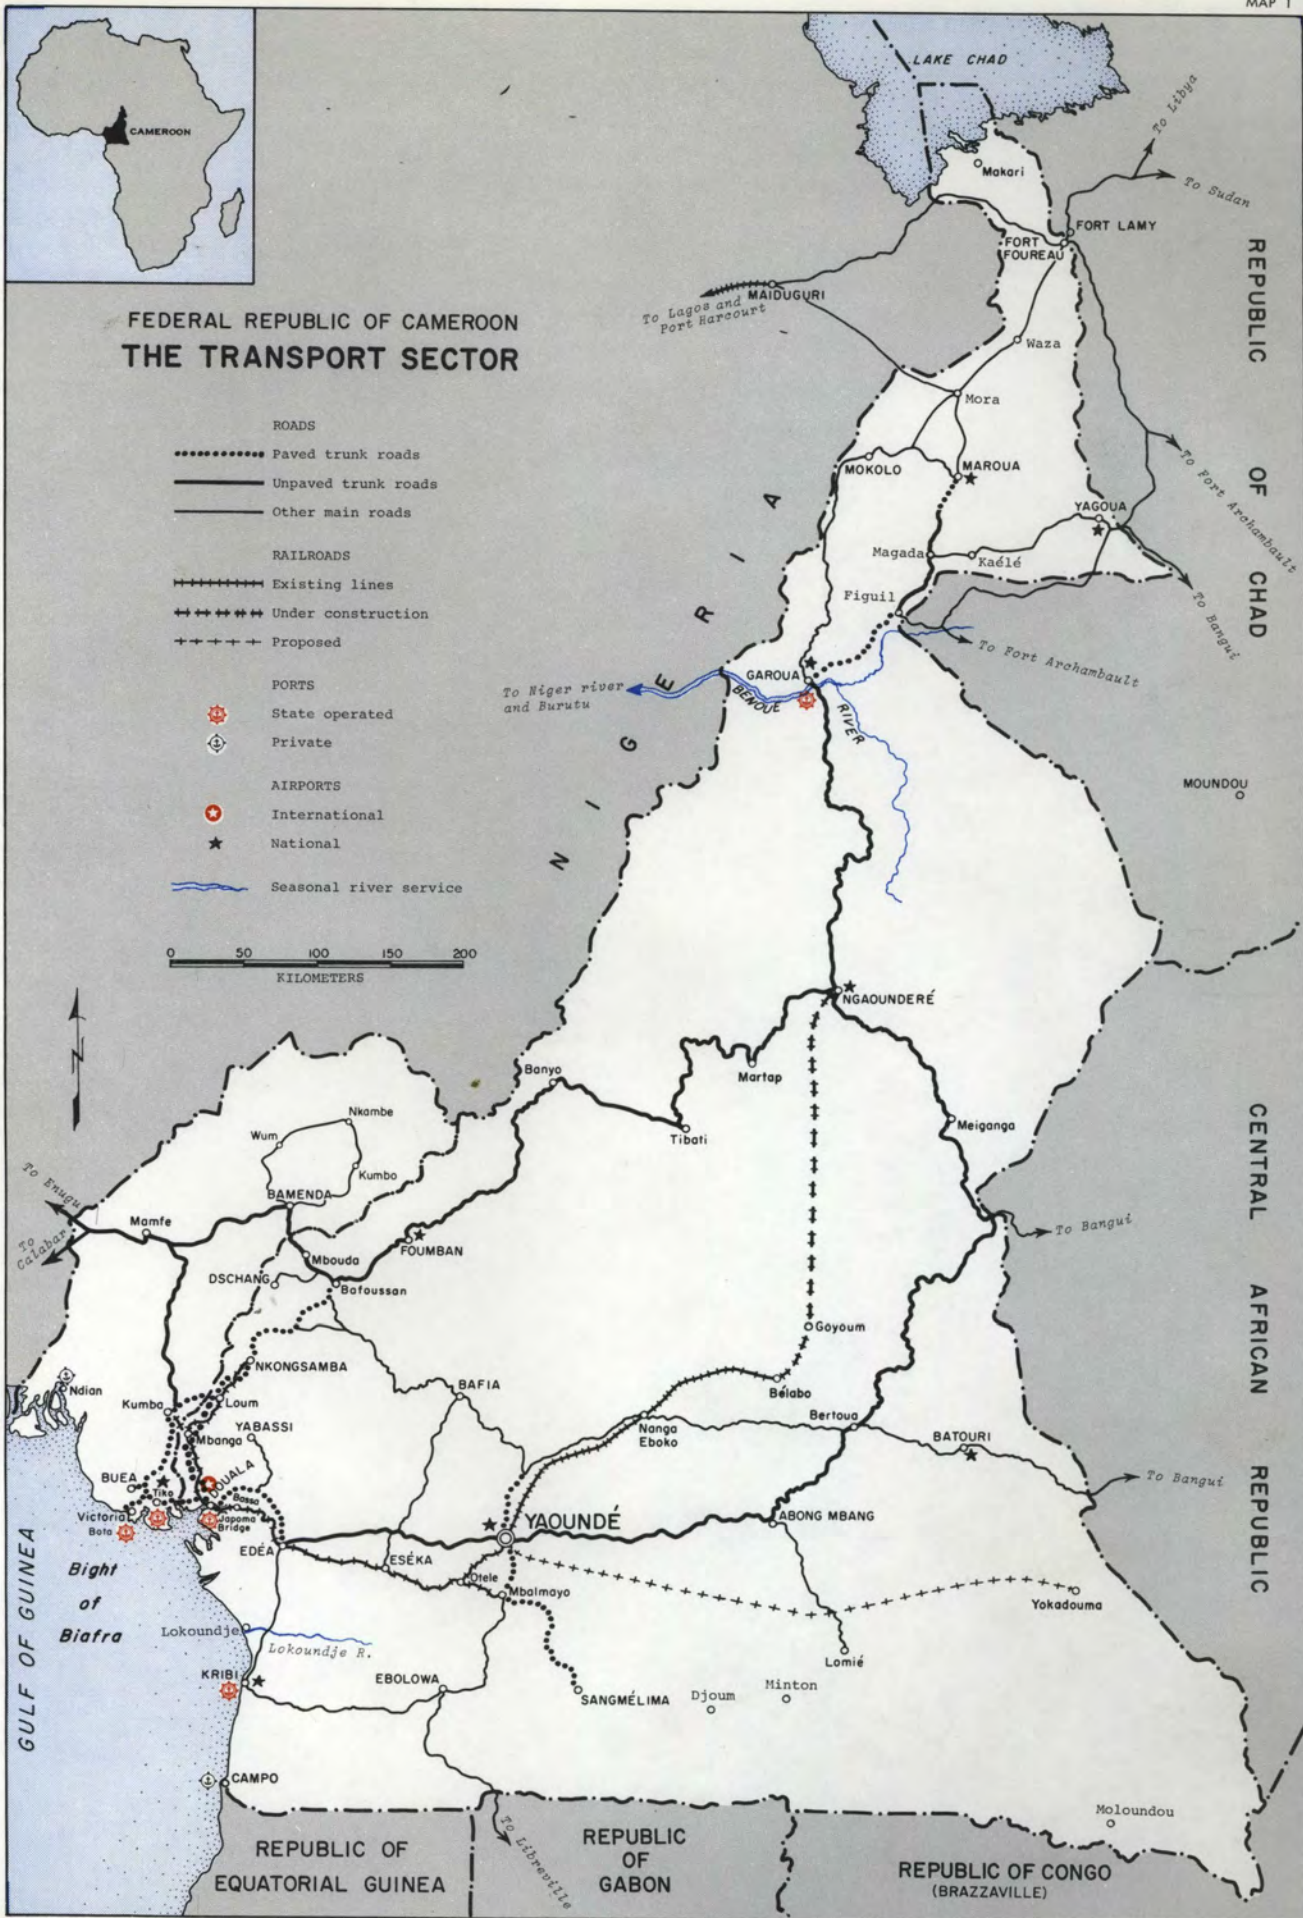 MAP 1
LAKE CHAD
CAMEROON
Makari
To Libya
To Sudan
FORT LAMY
FORT
FOUREAU
MAIDUGURI
To Lagos and
Port Harcourt
FEDERAL REPUBLIC OF CAMEROON
THE TRANSPORT SECTOR
Waza
Mora
ROADS
Paved trunk roads
Unpaved trunk roads
Other main roads
RAILROADS
Existing lines
Under construction
Proposed
PORTS
State operated
Private
AIRPORTS
International
National
Seasonal river service
0 50 100 150 200
KILOMETERS
REPUBLIC OF CHAD
NIGERIA
MOKOLO
MAROUA
YAGOUA
To Fort Archambault
Magada
Kaélé
Figuil
To Bangui
To Fort Archambault
GAROUA
To Niger river
and Burutu
BÉNOUÉ
RIVER
MOUNDOU
NGAOUNDERÉ
Banyo
Martap
Tibati
Meiganga
Nkambe
Wum
Kumbo
BAMENDA
To Enugu
To
Calabar
Mamfe
FOUMBAN
Mbouda
DSCHANG
Bafoussan
To Bangui
CENTRAL AFRICAN REPUBLIC
Goyoum
NKONGSAMBA
Ndian
BAFIA
Bélabo
Kumba
Loum
YABASSI
Mbanga
Nanga
Eboko
Bertoua
BATOURI
BUEA
DOUALA
To Bangui
Tiko
Bassa
Victoria
Japoma
Bridge
Bota
YAOUNDÉ
ABONG MBANG
EDÉA
ESÉKA
Otele
Mbalmayo
Yokadouma
GULF OF GUINEA
Bight
of
Biafra
Lokoundje
Lokoundje R.
Lomié
KRIBI
EBOLOWA
SANGMÉLIMA
Djoum
Minton
CAMPO
Moloundou
To Libreville
REPUBLIC OF
EQUATORIAL GUINEA
REPUBLIC
OF
GABON
REPUBLIC OF CONGO
(BRAZZAVILLE)